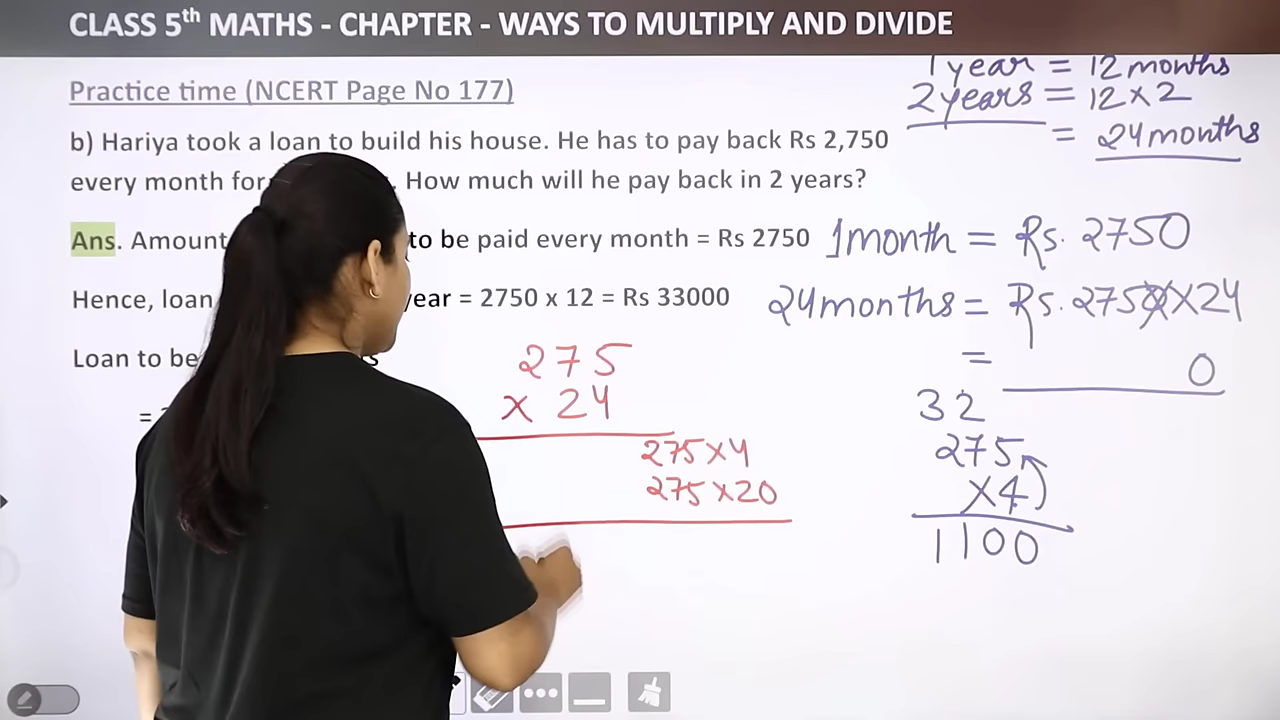 CLASS 5th MATHS - CHAPTER - WAYS TO MULTIPLY AND DIVIDE
Practice time (NCERT Page No 177)
b) Hariya took a loan to build his house. He has to pay back Rs 2,750
every month for . How much will he pay back in 2 years?
Ans. Amount to be paid every month = Rs 2750
Hence, loan year = 2750 x 12 = Rs 33000
Loan to be
=
275
x 24
275 x 4
275 x 20
1 year = 12 months
2 years = 12 x 2
= 24 months
1 month = Rs. 2750
24 months = Rs. 2750 x 24
= 0
32
275
x 4
1100